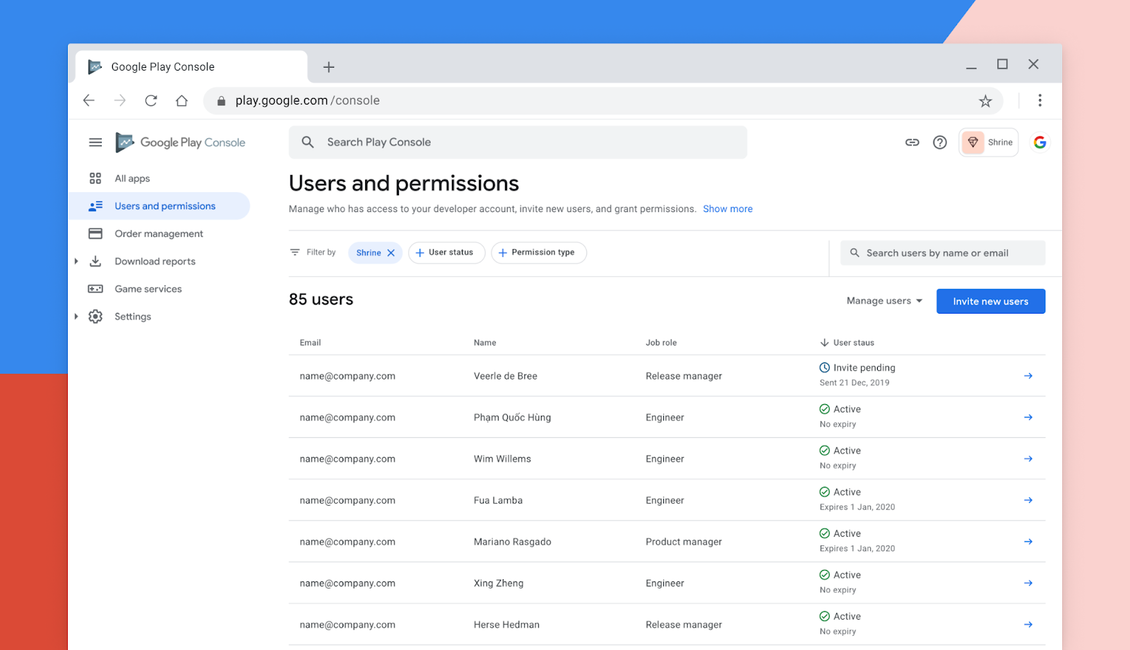 Google Play Console
play.google.com/console
Google Play Console
Search Play Console
Shrine
All apps
Users and permissions
Order management
Download reports
Game services
Settings
Users and permissions
Manage who has access to your developer account, invite new users, and grant permissions. Show more
Filter by Shrine User status Permission type
Search users by name or email
85 users
Manage users
Invite new users
Email Name Job role User staus
name@company.com Veerle de Bree Release manager Invite pending
Sent 21 Dec, 2019
name@company.com Phạm Quốc Hùng Engineer Active
No expiry
name@company.com Wim Willems Engineer Active
No expiry
name@company.com Fua Lamba Engineer Active
Expires 1 Jan, 2020
name@company.com Mariano Rasgado Product manager Active
Expires 1 Jan, 2020
name@company.com Xing Zheng Engineer Active
No expiry
name@company.com Herse Hedman Release manager Active
No expiry